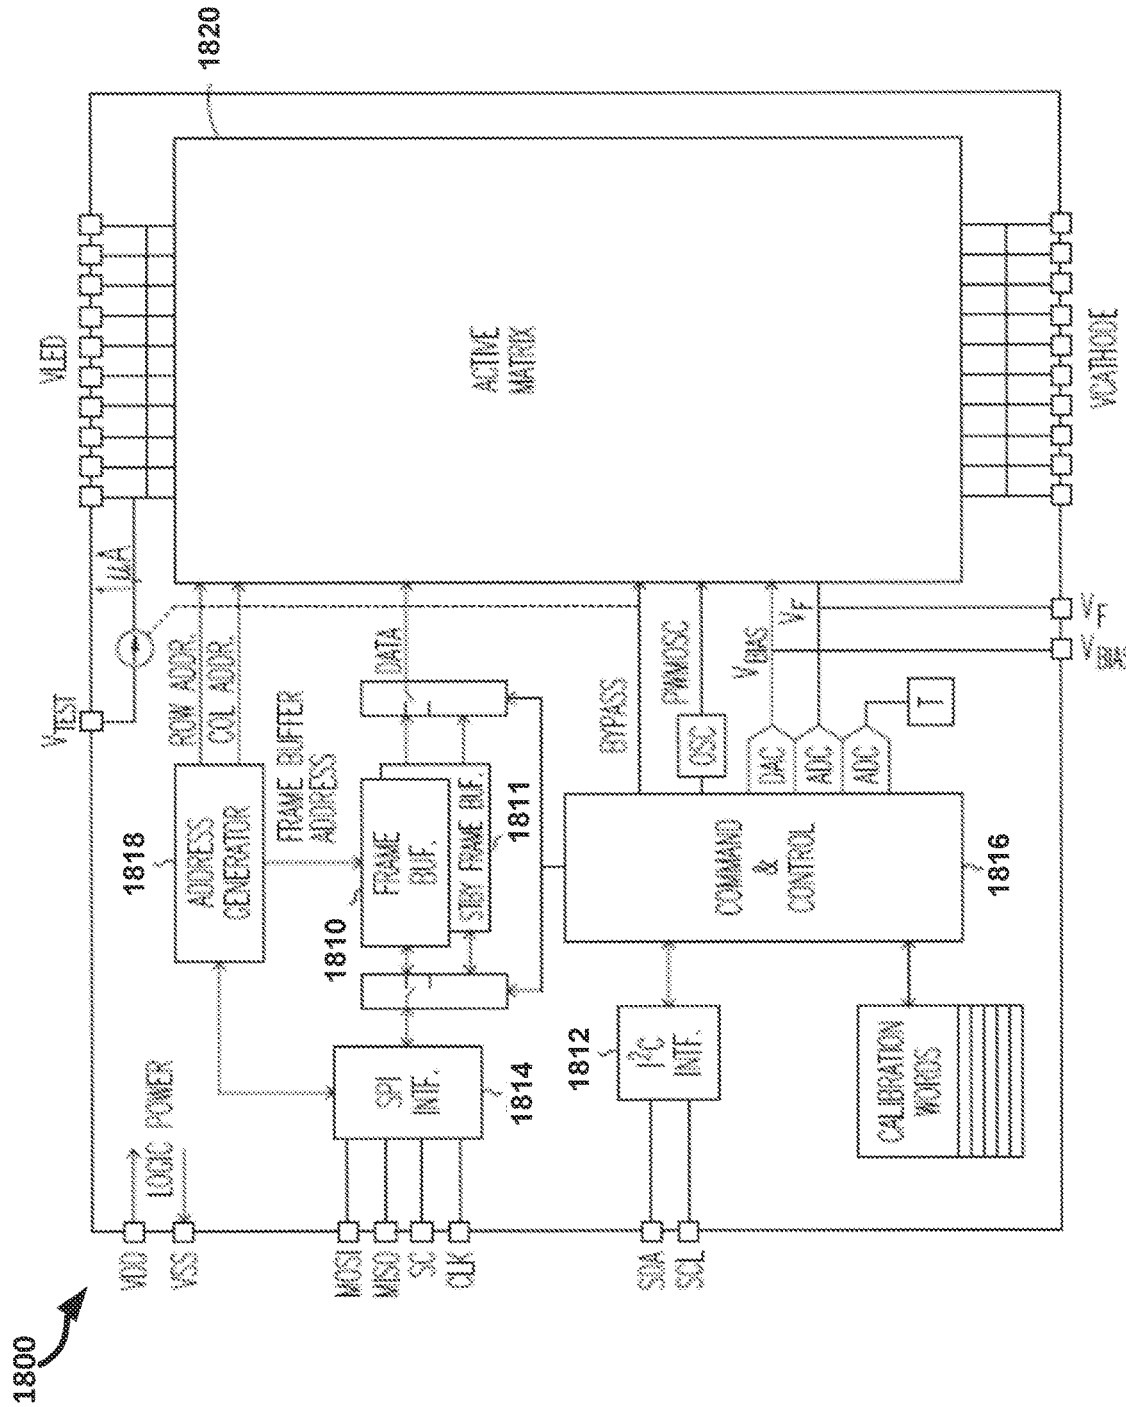 1800
VDD
VSS
LOGIC POWER
MOSI
MISO
SC
CLK
SDA
SCL
SPI
INTF.
1814
I²C
INTF.
1812
CALIBRATION
WORDS
1818
ADDRESS
GENERATOR
FRAME BUFFER
ADDRESS
1810
FRAME
BUF.
STBY FRAME BUF.
1811
COMMAND
&
CONTROL
1816
VTEST
1 µA
ROW ADDR.
COL ADDR.
DATA
BYPASS
PWMOSC
OSC
VBIAS
VF
DAC
ADC
ADC
T
VBIAS
VF
VLED
ACTIVE
MATRIX
VCATHODE
1820